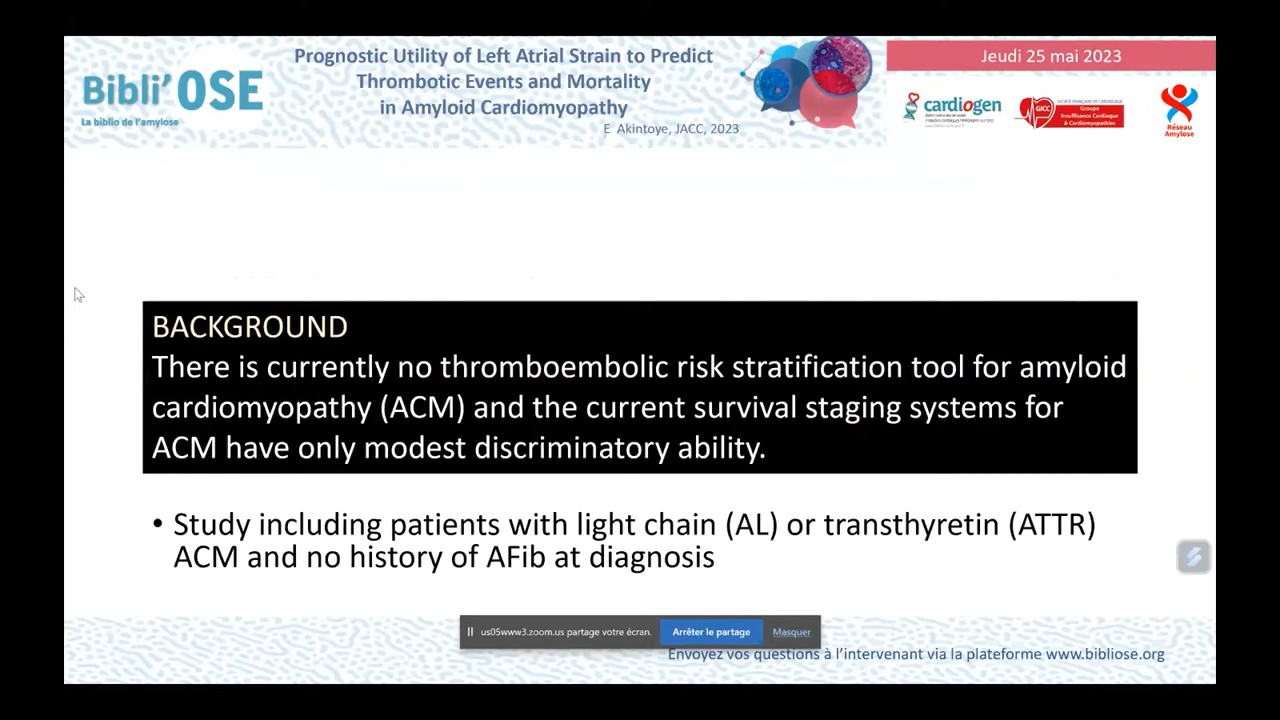 Bibli'OSE
La biblio de l'amylose
Prognostic Utility of Left Atrial Strain to Predict
Thrombotic Events and Mortality
in Amyloid Cardiomyopathy
E Akintoye, JACC, 2023
Jeudi 25 mai 2023
cardiogen
GICC
Groupe
Insuffisance Cardiaque
& Cardiomyopathies
Réseau
Amylose
BACKGROUND
There is currently no thromboembolic risk stratification tool for amyloid
cardiomyopathy (ACM) and the current survival staging systems for
ACM have only modest discriminatory ability.
• Study including patients with light chain (AL) or transthyretin (ATTR)
ACM and no history of AFib at diagnosis
us05www3.zoom.us partage votre écran.
Arrêter le partage
Masquer
Envoyez vos questions à l'intervenant via la plateforme www.bibliose.org